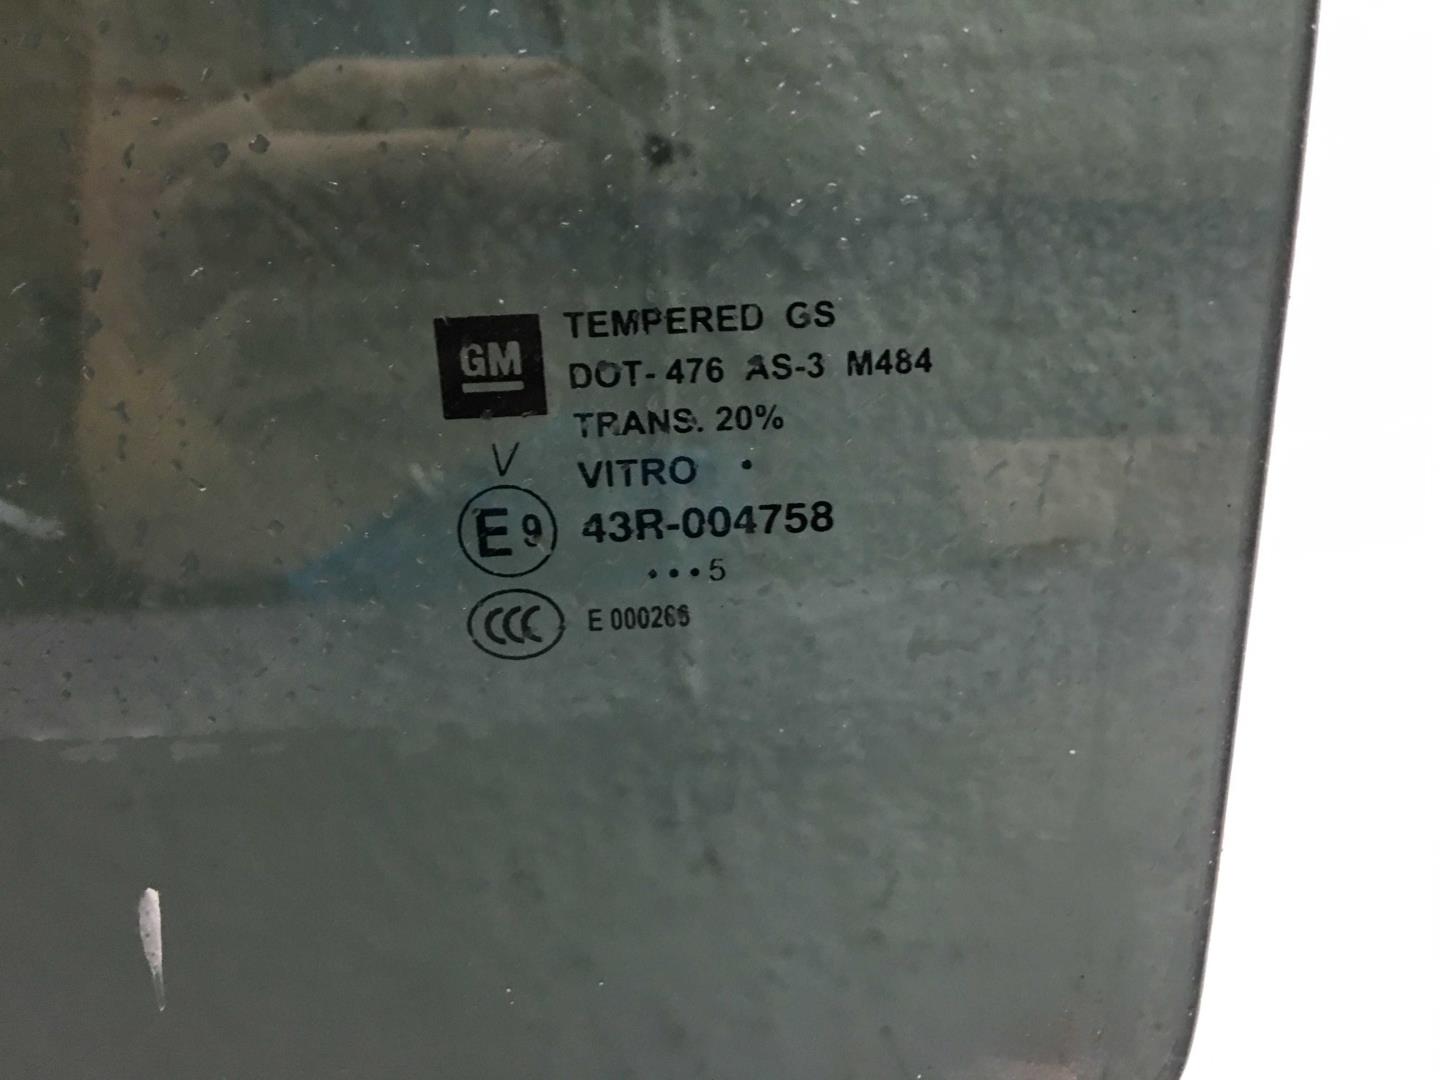 GM
TEMPERED GS
DOT-476 AS-3 M484
TRANS. 20%
V
VITRO •
E9 43R-004758
•••5
CCC E 000266